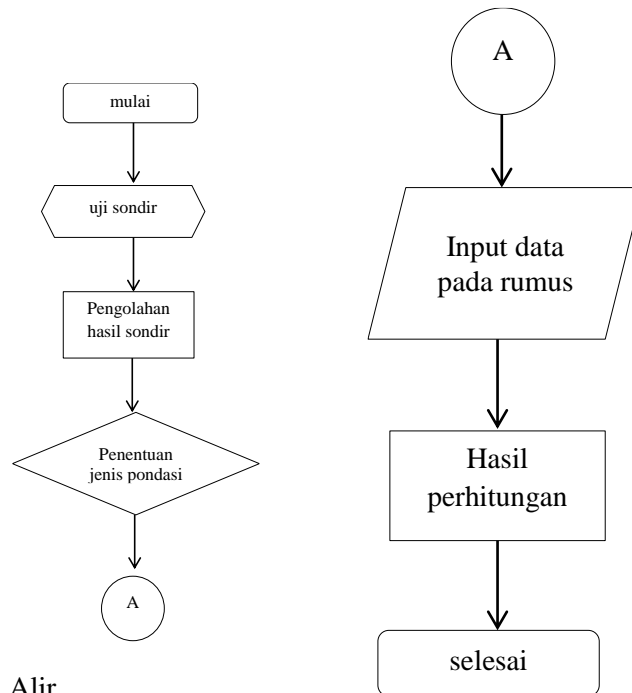 mulai
uji sondir
Pengolahan
hasil sondir
Penentuan
jenis pondasi
A
Alir
A
Input data
pada rumus
Hasil
perhitungan
selesai